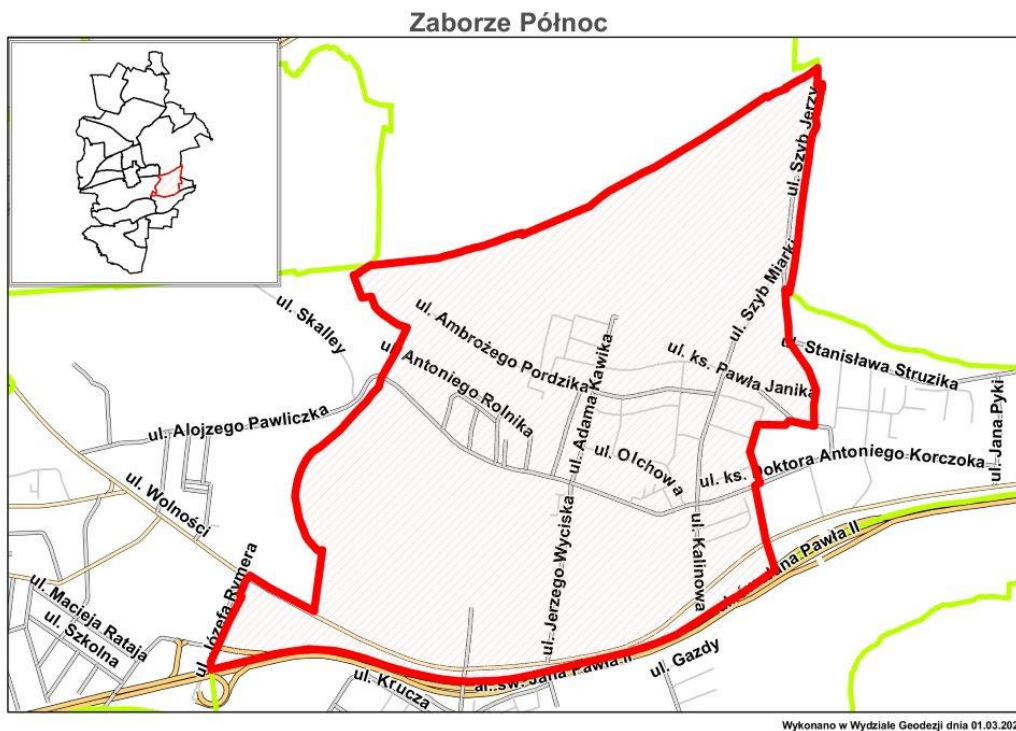 Zaborze Północ
ul. Szyb Jerzy
ul. Szyb Miarki
ul. Skalley
ul. Ambrożego Pordzika
ul. Adama Kawika
ul. ks. Pawła Janika
ul. Stanisława Struzika
ul. Antoniego Rolnika
ul. Jana Pyki
ul. Alojzego Pawliczka
ul. Olchowa
ul. ks. Doktora Antoniego Korczoka
ul. Wolności
ul. Jerzego Wyciska
ul. Kalinowa
Jana Pawła II
ul. Józefa Rymera
ul. Macieja Rataja
ul. Szkolna
ul. Krucza
al. św. Jana Pawła II
ul. Gazdy
Wykonano w Wydziale Geodezji dnia 01.03.202